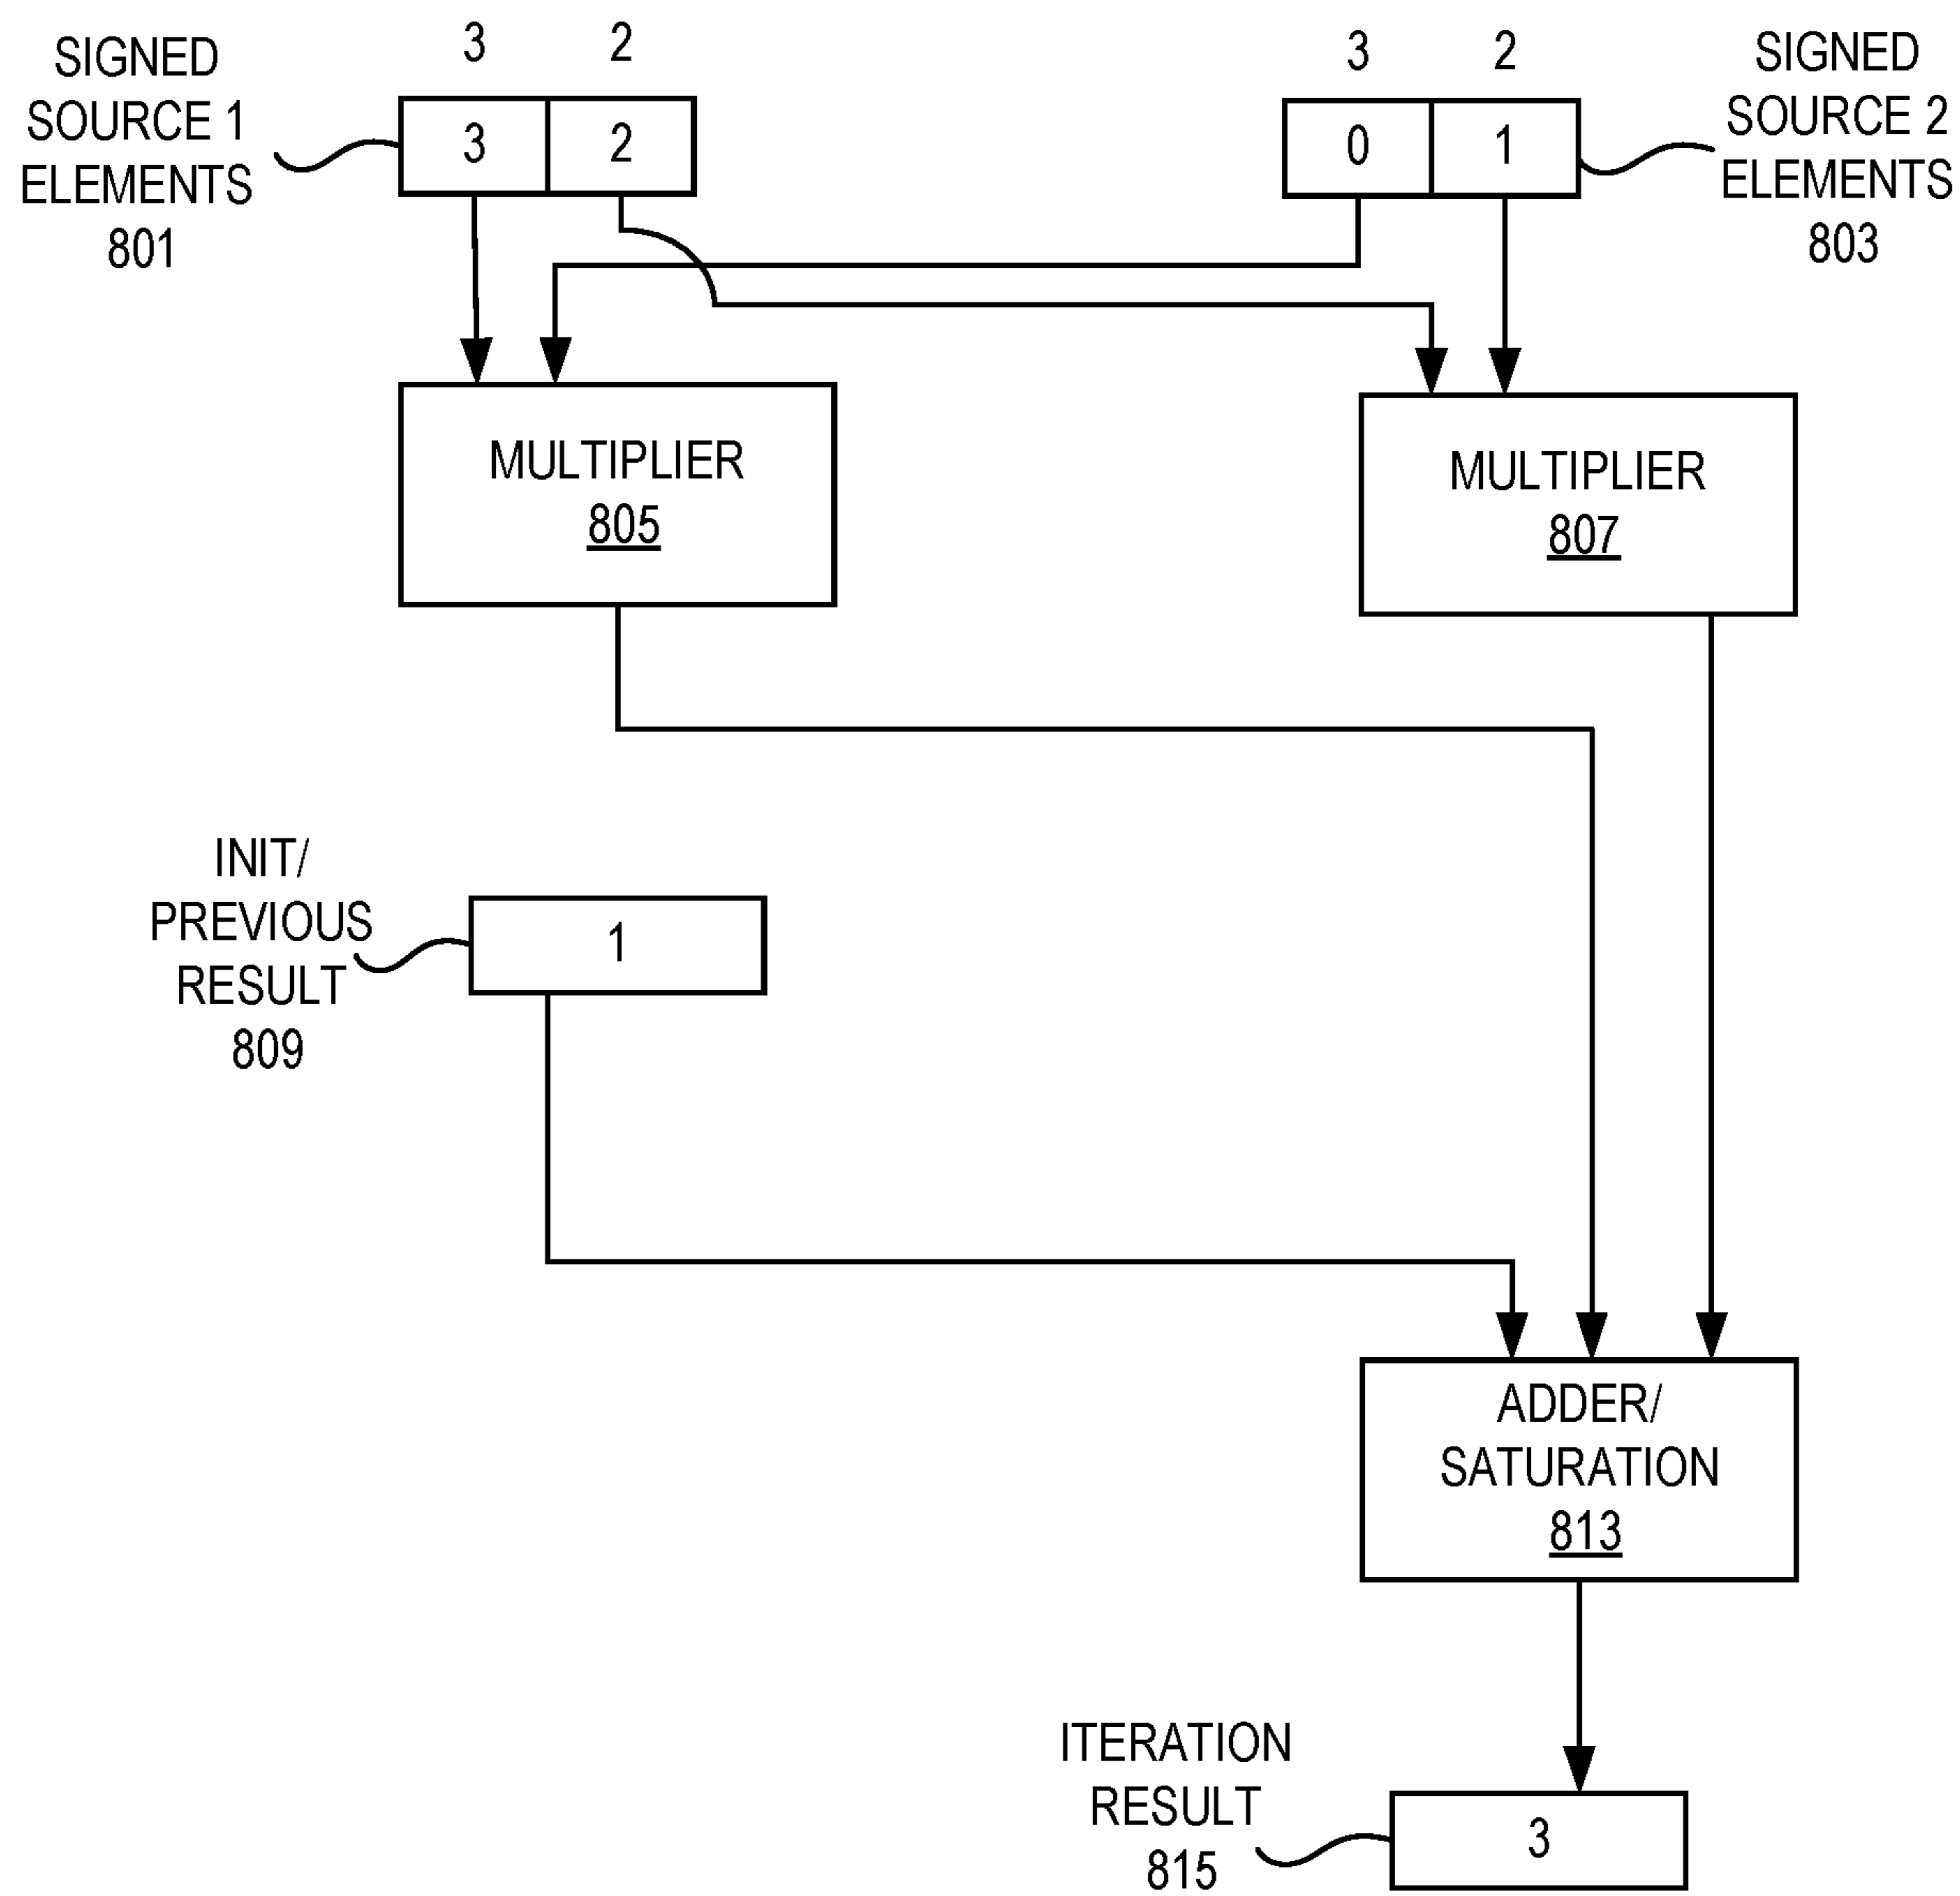 3 2
3 2
SIGNED
SOURCE 1
ELEMENTS
801
3 2
0 1
SIGNED
SOURCE 2
ELEMENTS
803
MULTIPLIER
805
MULTIPLIER
807
INIT/
PREVIOUS
RESULT
809
1
ADDER/
SATURATION
813
ITERATION
RESULT
815
3